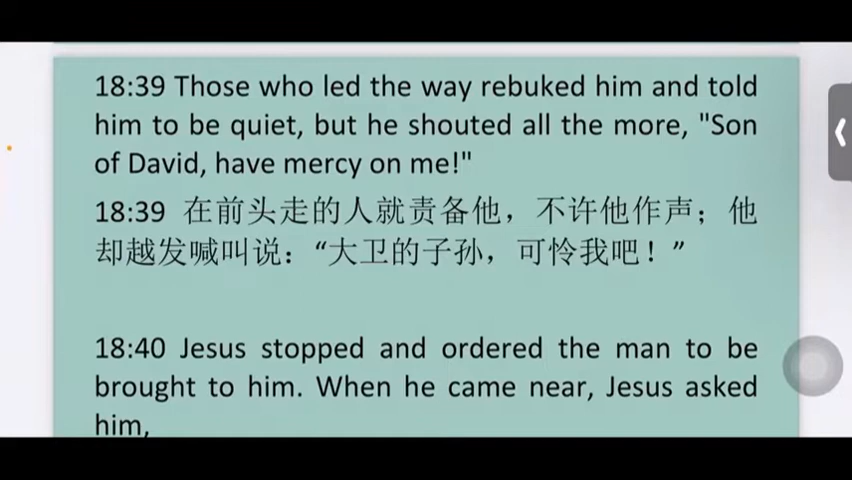 18:39 Those who led the way rebuked him and told
him to be quiet, but he shouted all the more, "Son
of David, have mercy on me!"
18:39 在前头走的人就责备他，不许他作声；他
却越发喊叫说：“大卫的子孙，可怜我吧！”
18:40 Jesus stopped and ordered the man to be
brought to him. When he came near, Jesus asked
him,